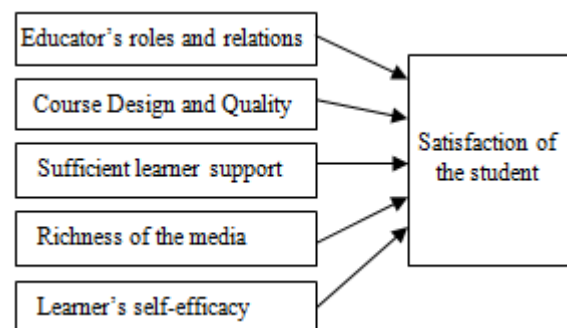 Educator's roles and relations
Course Design and Quality
Sufficient learner support
Richness of the media
Learner's self-efficacy
Satisfaction of
the student